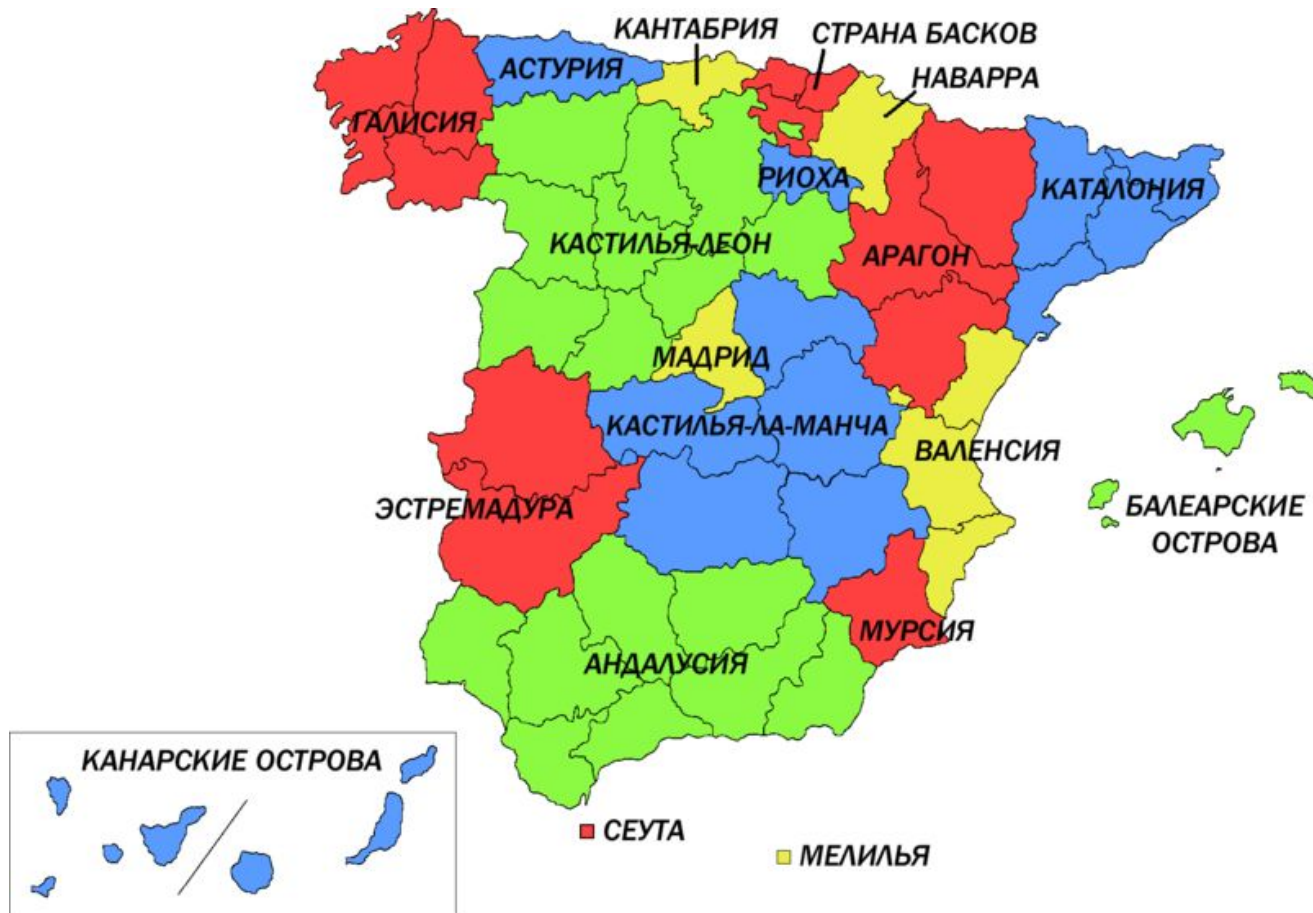 КАНТАБРИЯ
СТРАНА БАСКОВ
АСТУРИЯ
НАВАРРА
ГАЛИСИЯ
РИОХА
КАТАЛОНИЯ
КАСТИЛЬЯ-ЛЕОН
АРАГОН
МАДРИД
КАСТИЛЬЯ-ЛА-МАНЧА
ВАЛЕНСИЯ
ЭСТРЕМАДУРА
БАЛЕАРСКИЕ
ОСТРОВА
МУРСИЯ
АНДАЛУСИЯ
КАНАРСКИЕ ОСТРОВА
СЕУТА
МЕЛИЛЬЯ